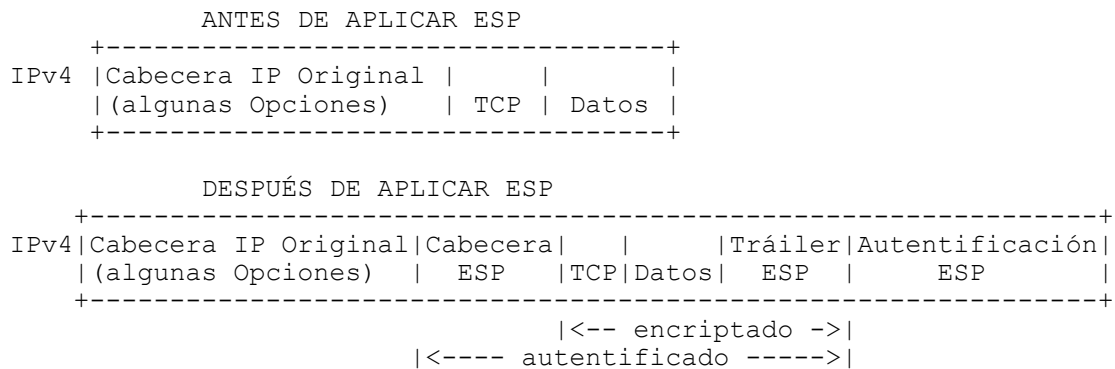 ANTES DE APLICAR ESP
+-----------------------------------+
IPv4 |Cabecera IP Original | | |
|(algunas Opciones) | TCP | Datos |
+-----------------------------------+
DESPUÉS DE APLICAR ESP
+---------------------------------------------------------------+
IPv4|Cabecera IP Original|Cabecera| | |Tráiler|Autentificación|
|(algunas Opciones) | ESP |TCP|Datos| ESP | ESP |
+---------------------------------------------------------------+
|<-- encriptado ->|
|<---- autentificado ----->|